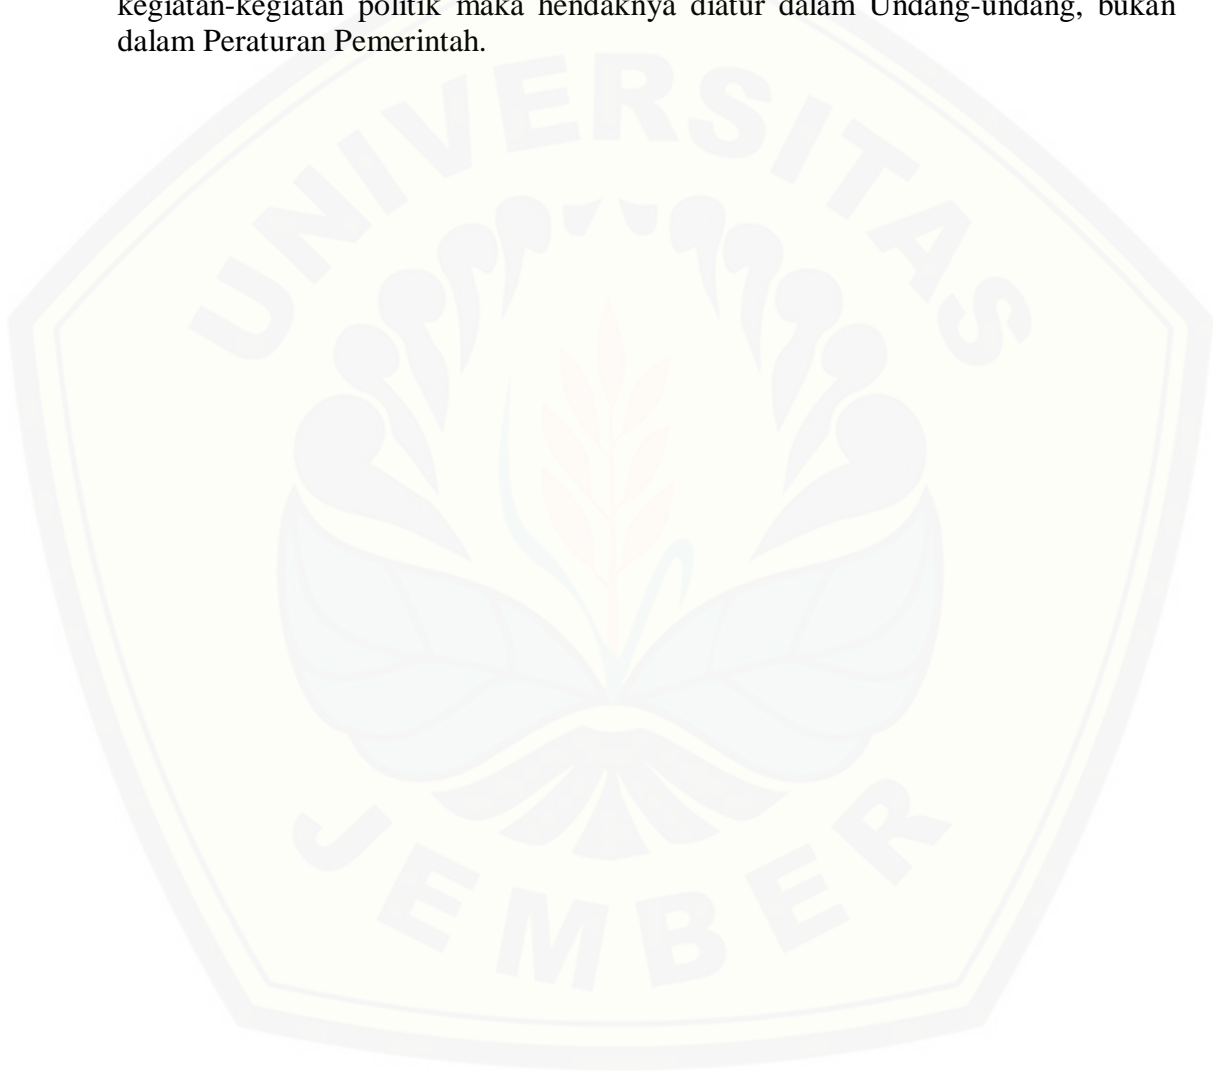 kegiatan-kegiatan politik maka hendaknya diatur dalam Undang-undang, bukan
dalam Peraturan Pemerintah.
UNIVERSITAS
JEMBER